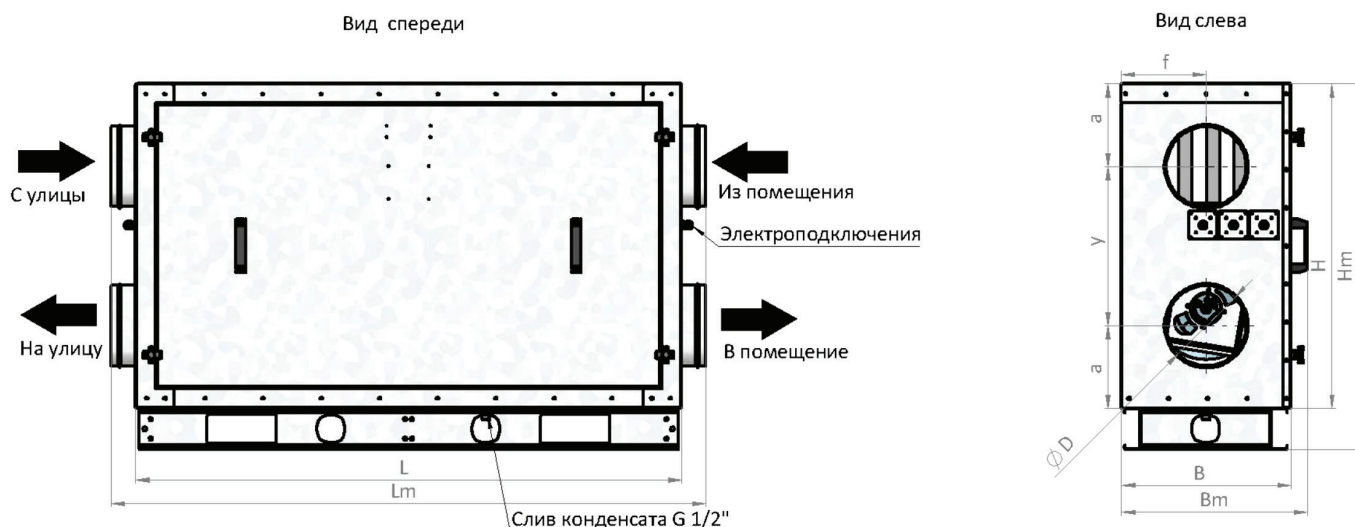 Вид спереди
Вид слева
f
a
С улицы
Из помещения
Электроподключения
y
H
Hm
На улицу
В помещение
a
ØD
L
B
Lm
Bm
Слив конденсата G 1/2"